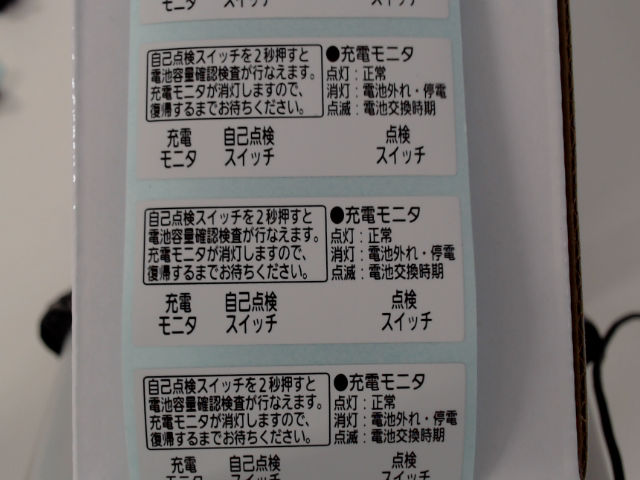 モニタ スイッチ スイッチ
自己点検スイッチを2秒押すと
電池容量確認検査が行なえます。
充電モニタが消灯しますので、
復帰するまでお待ちください。
●充電モニタ
点灯：正常
消灯：電池外れ・停電
点滅：電池交換時期
充電 自己点検 点検
モニタ スイッチ スイッチ
自己点検スイッチを2秒押すと
電池容量確認検査が行なえます。
充電モニタが消灯しますので、
復帰するまでお待ちください。
●充電モニタ
点灯：正常
消灯：電池外れ・停電
点滅：電池交換時期
充電 自己点検 点検
モニタ スイッチ スイッチ
自己点検スイッチを2秒押すと
電池容量確認検査が行なえます。
充電モニタが消灯しますので、
復帰するまでお待ちください。
●充電モニタ
点灯：正常
消灯：電池外れ・停電
点滅：電池交換時期
充電 自己点検 点検